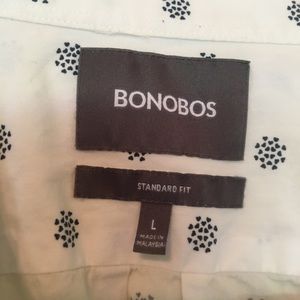 BONOBOS
STANDARD FIT
L
MADE IN
MALAYSIA